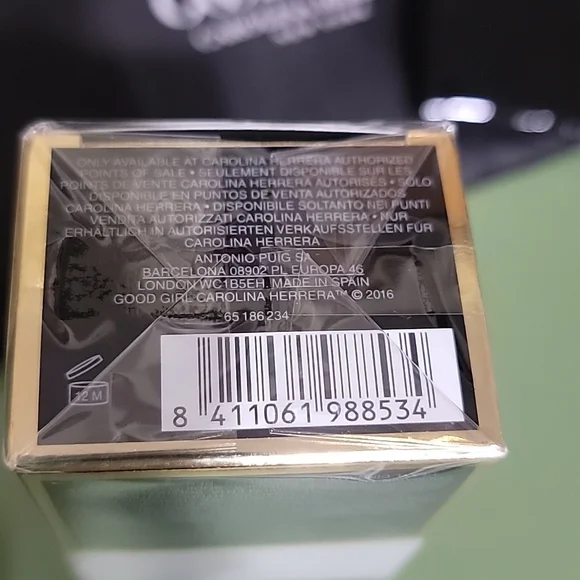 ONLY AVAILABLE AT CAROLINA HERRERA AUTHORIZED
POINTS OF SALE • SEULEMENT DISPONIBLE SUR LES
POINTS DE VENTE CAROLINA HERRERA AUTORISÉS • SOLO
DISPONIBLE EN PUNTOS DE VENTA AUTORIZADOS
CAROLINA HERRERA • DISPONIBILE SOLTANTO NEI PUNTI
VENDITA AUTORIZZATI CAROLINA HERRERA • NUR
ERHÄLTLICH IN AUTORISIERTEN VERKAUFSSTELLEN FÜR
CAROLINA HERRERA
ANTONIO PUIG SA
BARCELONA 08902 PL. EUROPA 46
LONDON WC1B5EH. MADE IN SPAIN
GOOD GIRL CAROLINA HERRERA™ © 2016
65186234
12 M
8 411061 988534